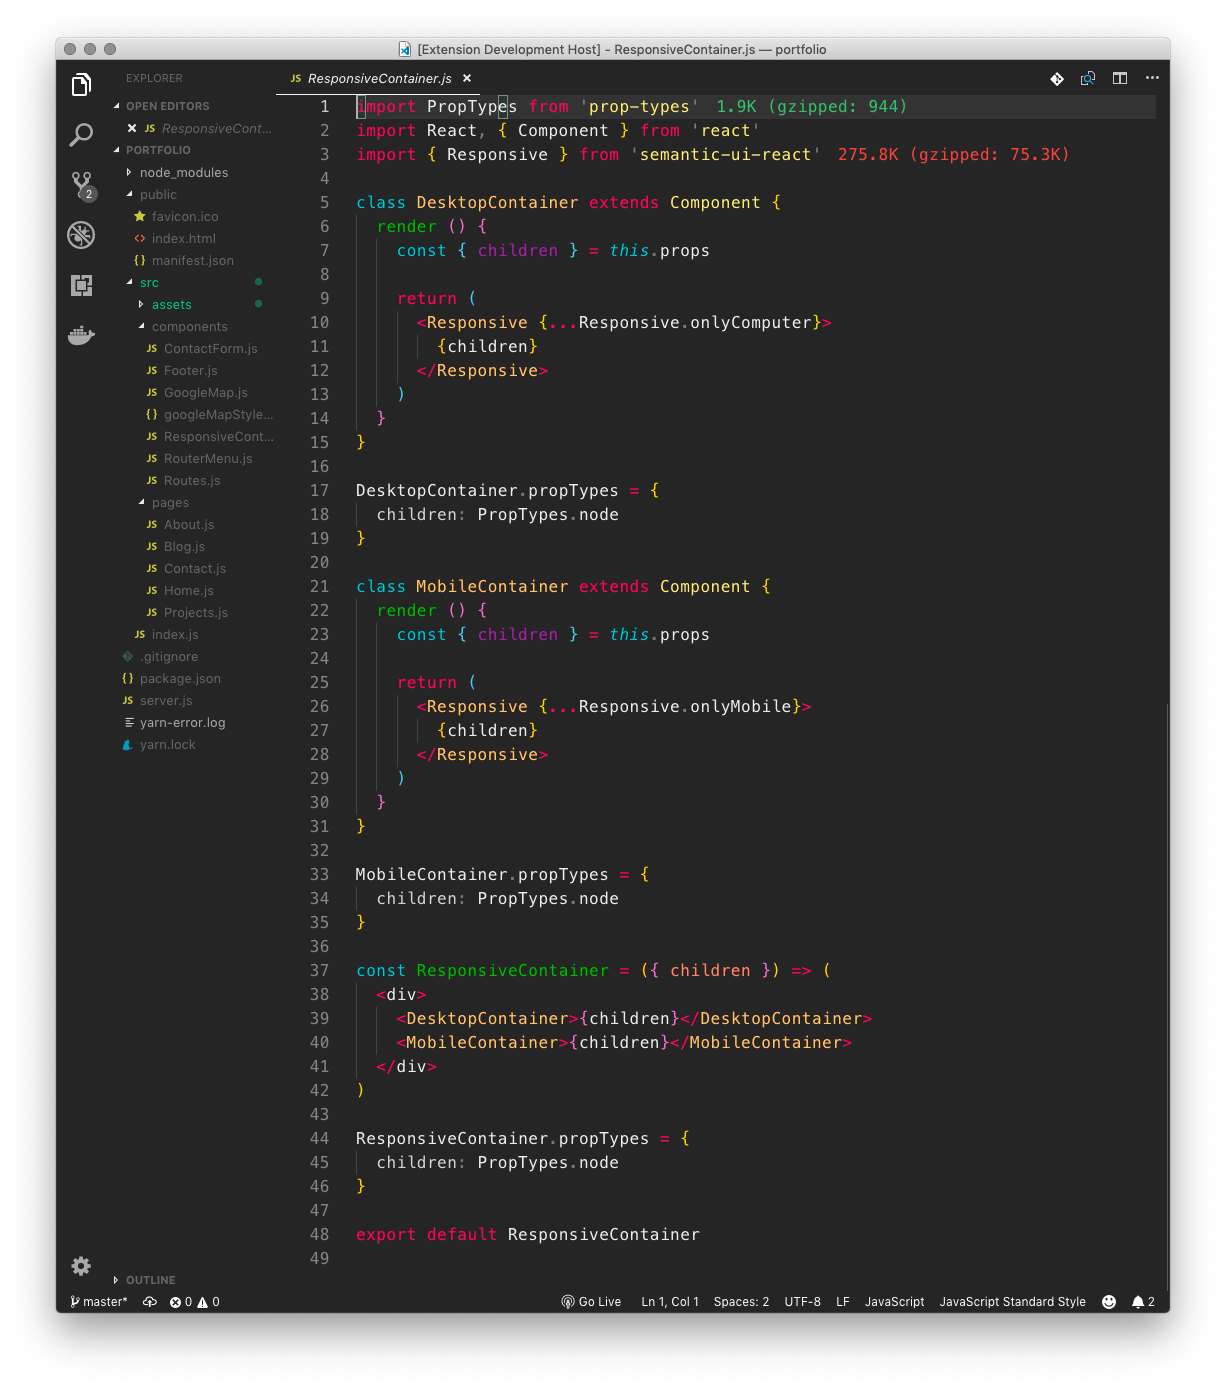 [Extension Development Host] - ResponsiveContainer.js — portfolio
EXPLORER
OPEN EDITORS
JS ResponsiveCont...
PORTFOLIO
node_modules
public
favicon.ico
<> index.html
{} manifest.json
src
assets
components
JS ContactForm.js
JS Footer.js
JS GoogleMap.js
{} googleMapStyle...
JS ResponsiveCont...
JS RouterMenu.js
JS Routes.js
pages
JS About.js
JS Blog.js
JS Contact.js
JS Home.js
JS Projects.js
JS index.js
.gitignore
{} package.json
JS server.js
yarn-error.log
yarn.lock
OUTLINE
2
JS ResponsiveContainer.js
1 import PropTypes from 'prop-types' 1.9K (gzipped: 944)
2 import React, { Component } from 'react'
3 import { Responsive } from 'semantic-ui-react' 275.8K (gzipped: 75.3K)
4
5 class DesktopContainer extends Component {
6 render () {
7 const { children } = this.props
8
9 return (
10 <Responsive {...Responsive.onlyComputer}>
11 {children}
12 </Responsive>
13 )
14 }
15 }
16
17 DesktopContainer.propTypes = {
18 children: PropTypes.node
19 }
20
21 class MobileContainer extends Component {
22 render () {
23 const { children } = this.props
24
25 return (
26 <Responsive {...Responsive.onlyMobile}>
27 {children}
28 </Responsive>
29 )
30 }
31 }
32
33 MobileContainer.propTypes = {
34 children: PropTypes.node
35 }
36
37 const ResponsiveContainer = ({ children }) => (
38 <div>
39 <DesktopContainer>{children}</DesktopContainer>
40 <MobileContainer>{children}</MobileContainer>
41 </div>
42 )
43
44 ResponsiveContainer.propTypes = {
45 children: PropTypes.node
46 }
47
48 export default ResponsiveContainer
49
master* 0 0 Go Live Ln 1, Col 1 Spaces: 2 UTF-8 LF JavaScript JavaScript Standard Style 2